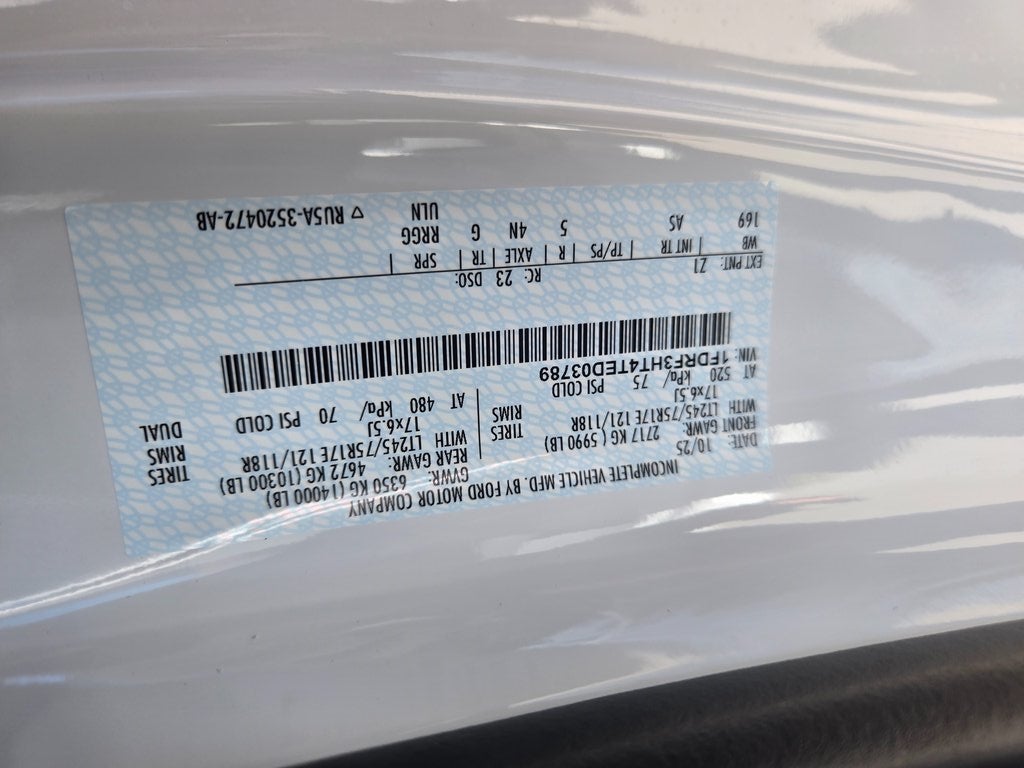 INCOMPLETE VEHICLE MFD. BY FORD MOTOR COMPANY
DATE: 10/25 GVWR: 6350 KG (14000 LB)
FRONT GAWR: 2717 KG (5990 LB) REAR GAWR: 4672 KG (10300 LB)
WITH LT245/75R17E 121/118R TIRES WITH LT245/75R17E 121/118R TIRES
17x6.5J RIMS 17x6.5J RIMS
AT 520 kPa/ 75 PSI COLD AT 480 kPa/ 70 PSI COLD DUAL
VIN: 1FDRF3HT4TED03789
EXT PNT: Z1 RC: 23 DSO:
WB | INT TR | TP/PS | R | AXLE | TR | SPR |
169 AS 5 4N G RRGG
ULN ▽ RU5A-3520472-AB